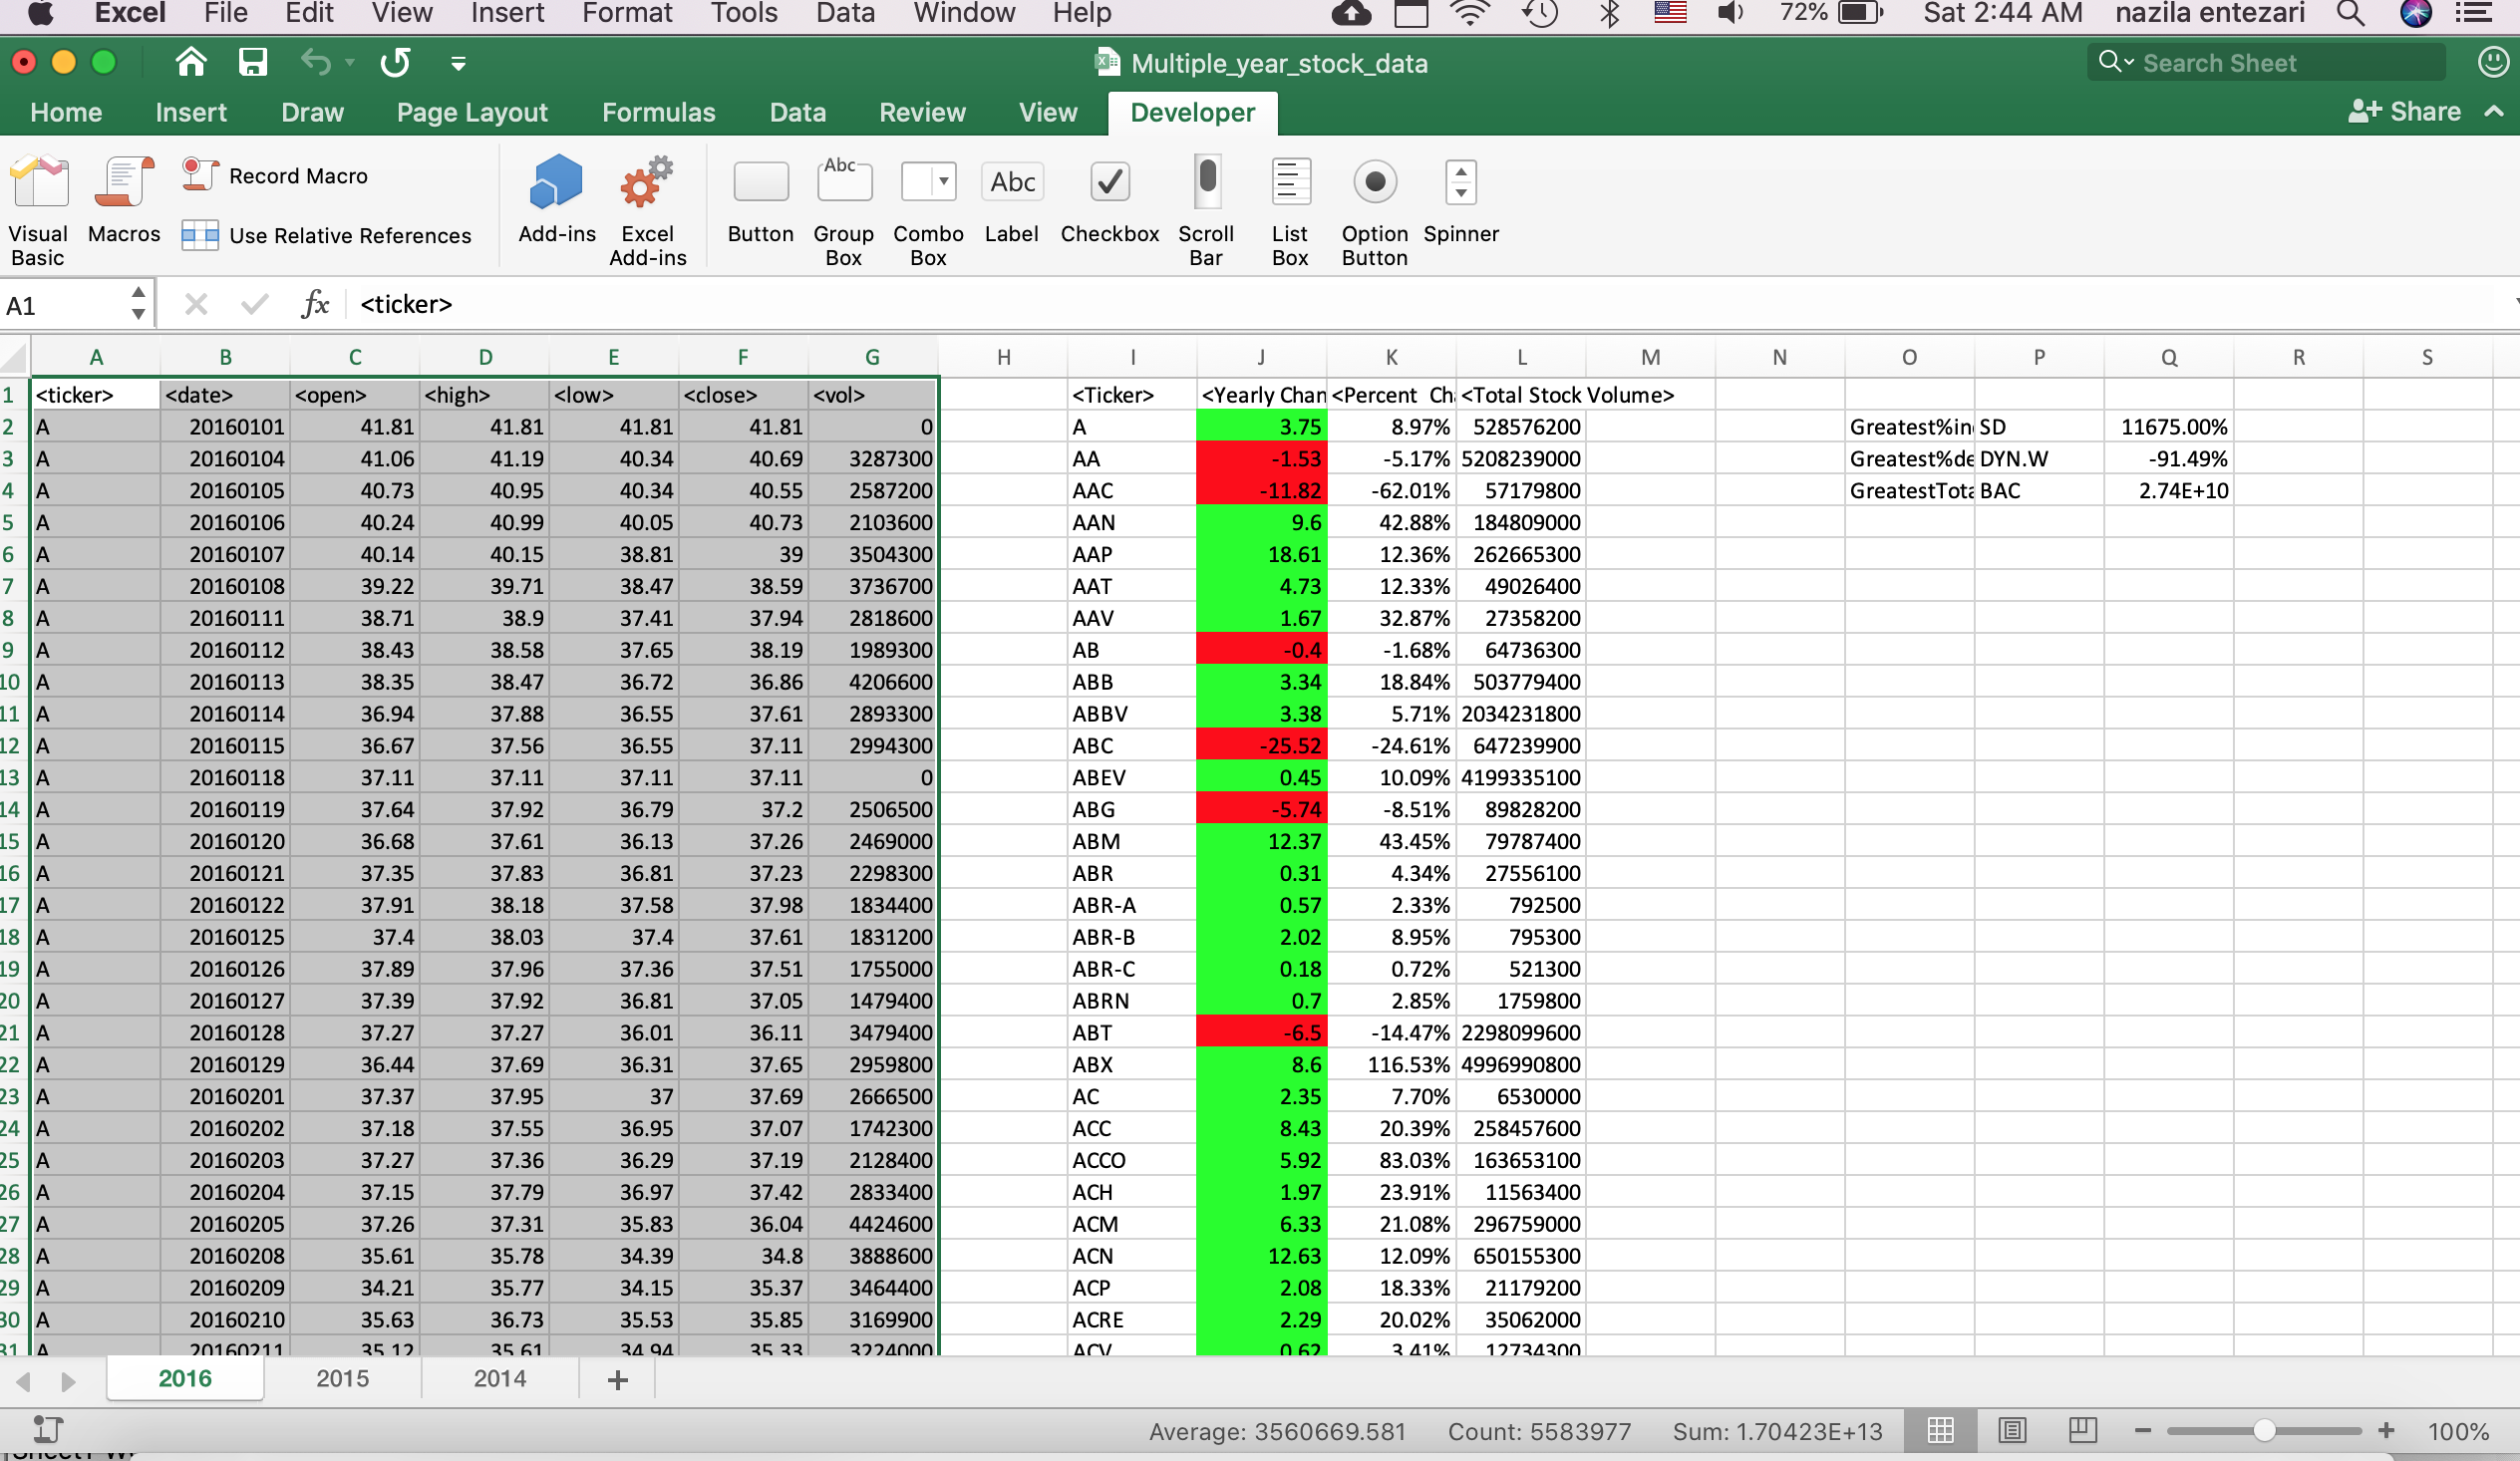 Excel File Edit View Insert Format Tools Data Window Help 72% Sat 2:44 AM nazila entezari
Multiple_year_stock_data Search Sheet
Home Insert Draw Page Layout Formulas Data Review View Developer Share
Record Macro Abc Abc
Visual Basic Macros Use Relative References Add-ins Excel Add-ins Button Group Box Combo Box Label Checkbox Scroll Bar List Box Option Button Spinner
A1 fx <ticker>
A B C D E F G H I J K L M N O P Q R S
1 <ticker> <date> <open> <high> <low> <close> <vol> <Ticker> <Yearly Chan <Percent Ch <Total Stock Volume>
2 A 20160101 41.81 41.81 41.81 41.81 0 A 3.75 8.97% 528576200 Greatest%in SD 11675.00%
3 A 20160104 41.06 41.19 40.34 40.69 3287300 AA -1.53 -5.17% 5208239000 Greatest%de DYN.W -91.49%
4 A 20160105 40.73 40.95 40.34 40.55 2587200 AAC -11.82 -62.01% 57179800 GreatestTota BAC 2.74E+10
5 A 20160106 40.24 40.99 40.05 40.73 2103600 AAN 9.6 42.88% 184809000
6 A 20160107 40.14 40.15 38.81 39 3504300 AAP 18.61 12.36% 262665300
7 A 20160108 39.22 39.71 38.47 38.59 3736700 AAT 4.73 12.33% 49026400
8 A 20160111 38.71 38.9 37.41 37.94 2818600 AAV 1.67 32.87% 27358200
9 A 20160112 38.43 38.58 37.65 38.19 1989300 AB -0.4 -1.68% 64736300
10 A 20160113 38.35 38.47 36.72 36.86 4206600 ABB 3.34 18.84% 503779400
11 A 20160114 36.94 37.88 36.55 37.61 2893300 ABBV 3.38 5.71% 2034231800
12 A 20160115 36.67 37.56 36.55 37.11 2994300 ABC -25.52 -24.61% 647239900
13 A 20160118 37.11 37.11 37.11 37.11 0 ABEV 0.45 10.09% 4199335100
14 A 20160119 37.64 37.92 36.79 37.2 2506500 ABG -5.74 -8.51% 89828200
15 A 20160120 36.68 37.61 36.13 37.26 2469000 ABM 12.37 43.45% 79787400
16 A 20160121 37.35 37.83 36.81 37.23 2298300 ABR 0.31 4.34% 27556100
17 A 20160122 37.91 38.18 37.58 37.98 1834400 ABR-A 0.57 2.33% 792500
18 A 20160125 37.4 38.03 37.4 37.61 1831200 ABR-B 2.02 8.95% 795300
19 A 20160126 37.89 37.96 37.36 37.51 1755000 ABR-C 0.18 0.72% 521300
20 A 20160127 37.39 37.92 36.81 37.05 1479400 ABRN 0.7 2.85% 1759800
21 A 20160128 37.27 37.27 36.01 36.11 3479400 ABT -6.5 -14.47% 2298099600
22 A 20160129 36.44 37.69 36.31 37.65 2959800 ABX 8.6 116.53% 4996990800
23 A 20160201 37.37 37.95 37 37.69 2666500 AC 2.35 7.70% 6530000
24 A 20160202 37.18 37.55 36.95 37.07 1742300 ACC 8.43 20.39% 258457600
25 A 20160203 37.27 37.36 36.29 37.19 2128400 ACCO 5.92 83.03% 163653100
26 A 20160204 37.15 37.79 36.97 37.42 2833400 ACH 1.97 23.91% 11563400
27 A 20160205 37.26 37.31 35.83 36.04 4424600 ACM 6.33 21.08% 296759000
28 A 20160208 35.61 35.78 34.39 34.8 3888600 ACN 12.63 12.09% 650155300
29 A 20160209 34.21 35.77 34.15 35.37 3464400 ACP 2.08 18.33% 21179200
30 A 20160210 35.63 36.73 35.53 35.85 3169900 ACRE 2.29 20.02% 35062000
31 A 20160211 35.12 35.61 34.94 35.33 3224000 ACV 0.62 3.41% 12734300
2016 2015 2014 +
Average: 3560669.581 Count: 5583977 Sum: 1.70423E+13 100%